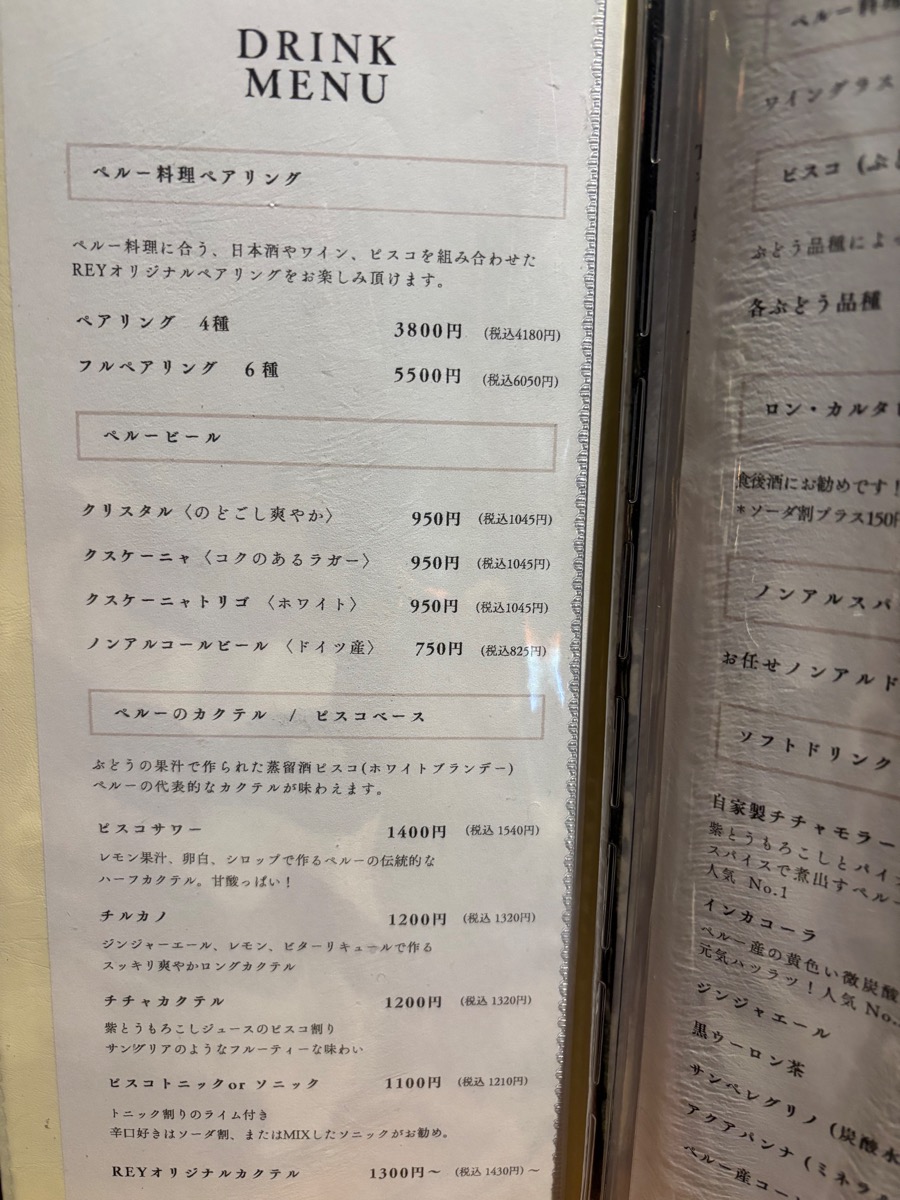 DRINK
MENU
ペルー料理ペアリング
ペルー料理に合う、日本酒やワイン、ピスコを組み合わせた
REYオリジナルペアリングをお楽しみ頂けます。
ペアリング　4種　3800円　(税込4180円)
フルペアリング　6種　5500円　(税込6050円)
ペルービール
クリスタル〈のどごし爽やか〉　950円　(税込1045円)
クスケーニャ〈コクのあるラガー〉　950円　(税込1045円)
クスケーニャトリゴ 〈ホワイト〉　950円　(税込1045円)
ノンアルコールビール 〈ドイツ産〉　750円　(税込825円)
ペルーのカクテル　/　ピスコベース
ぶどうの果汁で作られた蒸留酒ピスコ(ホワイトブランデー)
ペルーの代表的なカクテルが味わえます。
ピスコサワー　1400円　(税込 1540円)
レモン果汁、卵白、シロップで作るペルーの伝統的な
ハーフカクテル。甘酸っぱい！
チルカノ　1200円　(税込 1320円)
ジンジャーエール、レモン、ビターリキュールで作る
スッキリ爽やかロングカクテル
チチャカクテル　1200円　(税込 1320円)
紫とうもろこしジュースのピスコ割り
サングリアのようなフルーティーな味わい
ピスコトニックor ソニック　1100円　(税込 1210円)
トニック割りのライム付き
辛口好きはソーダ割、またはMIXしたソニックがお勧め。
REYオリジナルカクテル　1300円〜　(税込 1430円)〜
ペルー料理
ワイングラス
ピスコ (ぶど
ぶどう品種によっ
各ぶどう品種
ロン・カルタ
食後酒にお勧めです！
*ソーダ割プラス150円
ノンアルスパ
お任せノンアルド
ソフトドリンク
自家製チチャモラー
紫とうもろこしとパイ
スパイスで煮出すペルー
人気 No.1
インカコーラ
ペルー産の黄色い微炭酸
元気ハツラツ！人気 No.
ジンジャエール
黒ウーロン茶
サンペレグリノ (炭酸水
アクアパンナ (ミネラ
ペルー産コー